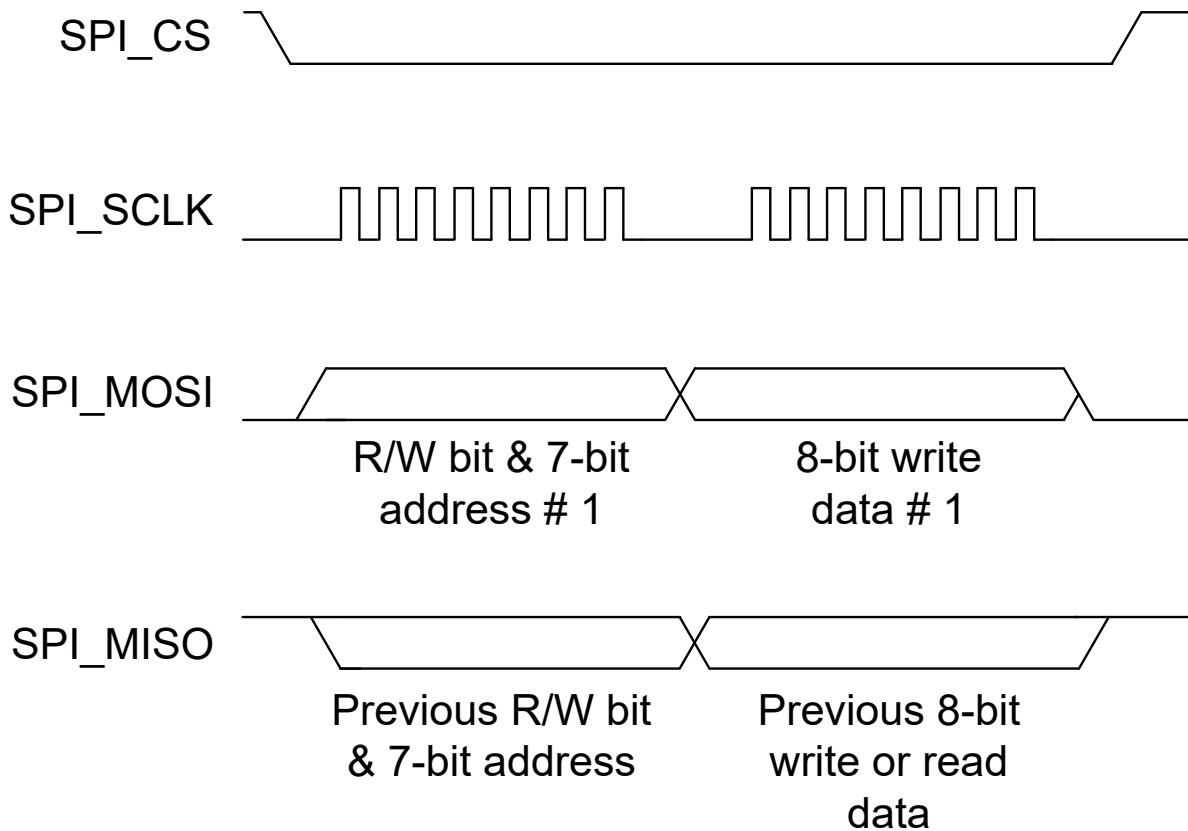 SPI_CS
SPI_SCLK
SPI_MOSI
R/W bit & 7-bit
address # 1
8-bit write
data # 1
SPI_MISO
Previous R/W bit
& 7-bit address
Previous 8-bit
write or read
data